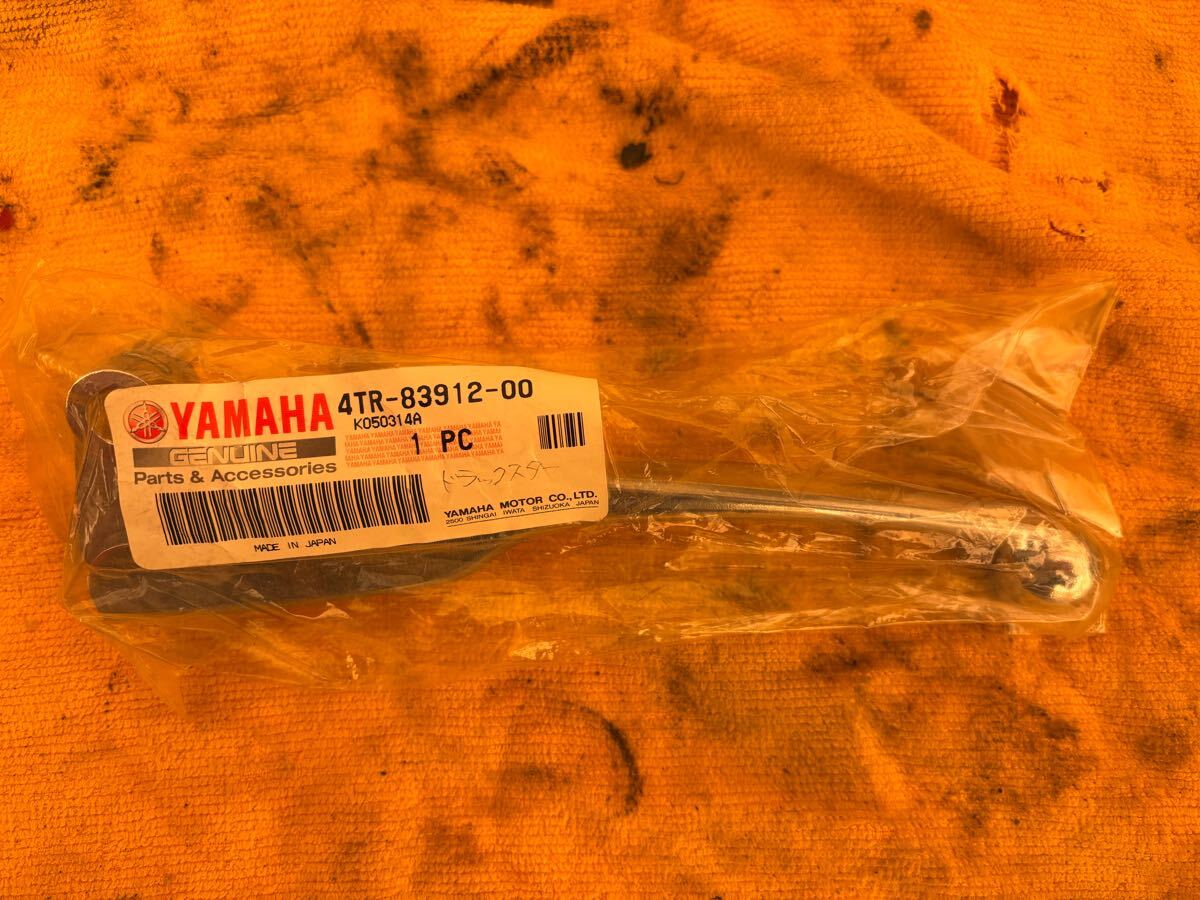 YAMAHA 4TR-83912-00
K050314A
GENUINE
1 PC
Parts & Accessories
ドラッグスター
YAMAHA MOTOR CO., LTD.
2500 SHINGAI IWATA SHIZUOKA JAPAN
MADE IN JAPAN